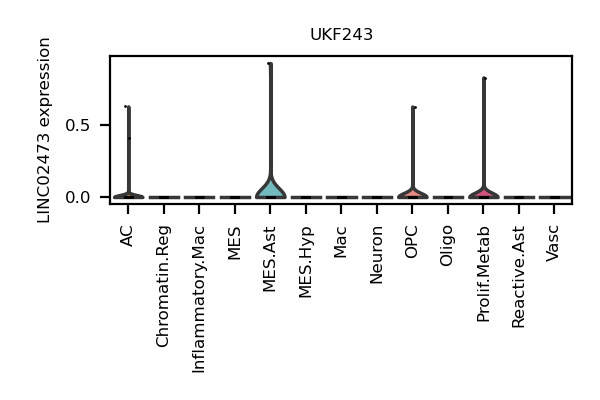 UKF243
LINC02473 expression
0.5
0.0
AC
Chromatin.Reg
Inflammatory.Mac
MES
MES.Ast
MES.Hyp
Mac
Neuron
OPC
Oligo
Prolif.Metab
Reactive.Ast
Vasc